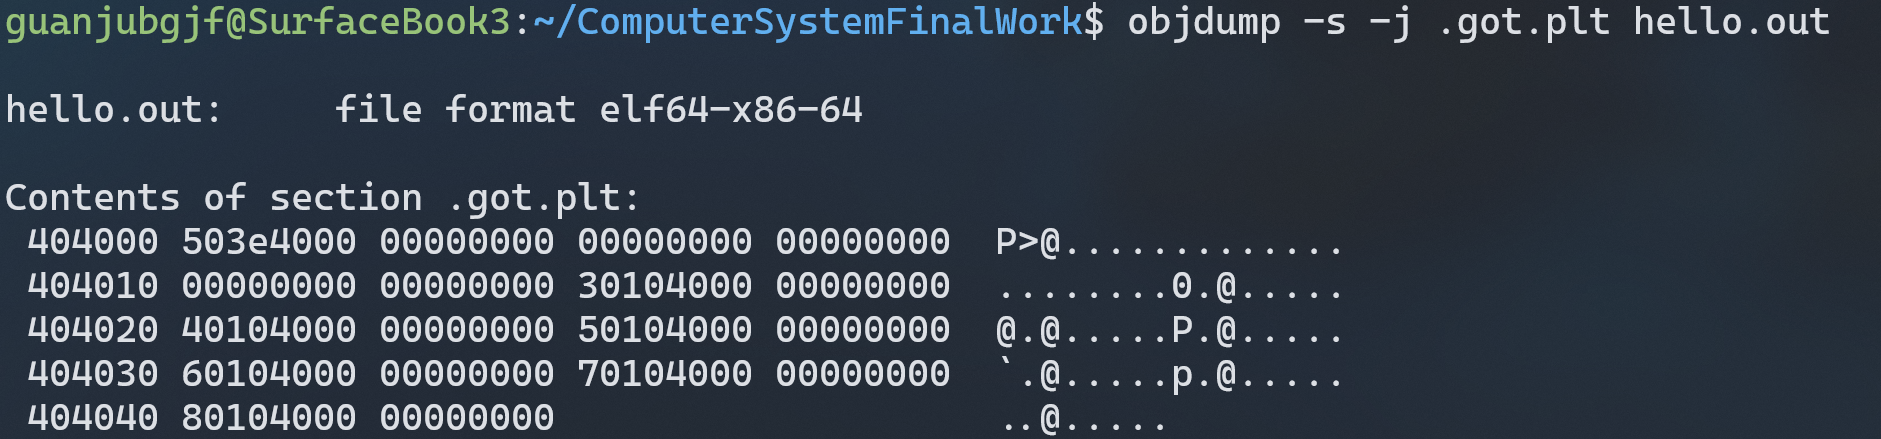 guanjubgjf@SurfaceBook3:~/ComputerSystemFinalWork$ objdump -s -j .got.plt hello.out
hello.out:     file format elf64-x86-64
Contents of section .got.plt:
 404000 503e4000 00000000 00000000 00000000  P>@.............
 404010 00000000 00000000 30104000 00000000  ........0.@.....
 404020 40104000 00000000 50104000 00000000  @.@.....P.@.....
 404030 60104000 00000000 70104000 00000000  `.@.....p.@.....
 404040 80104000 00000000                    ..@.....